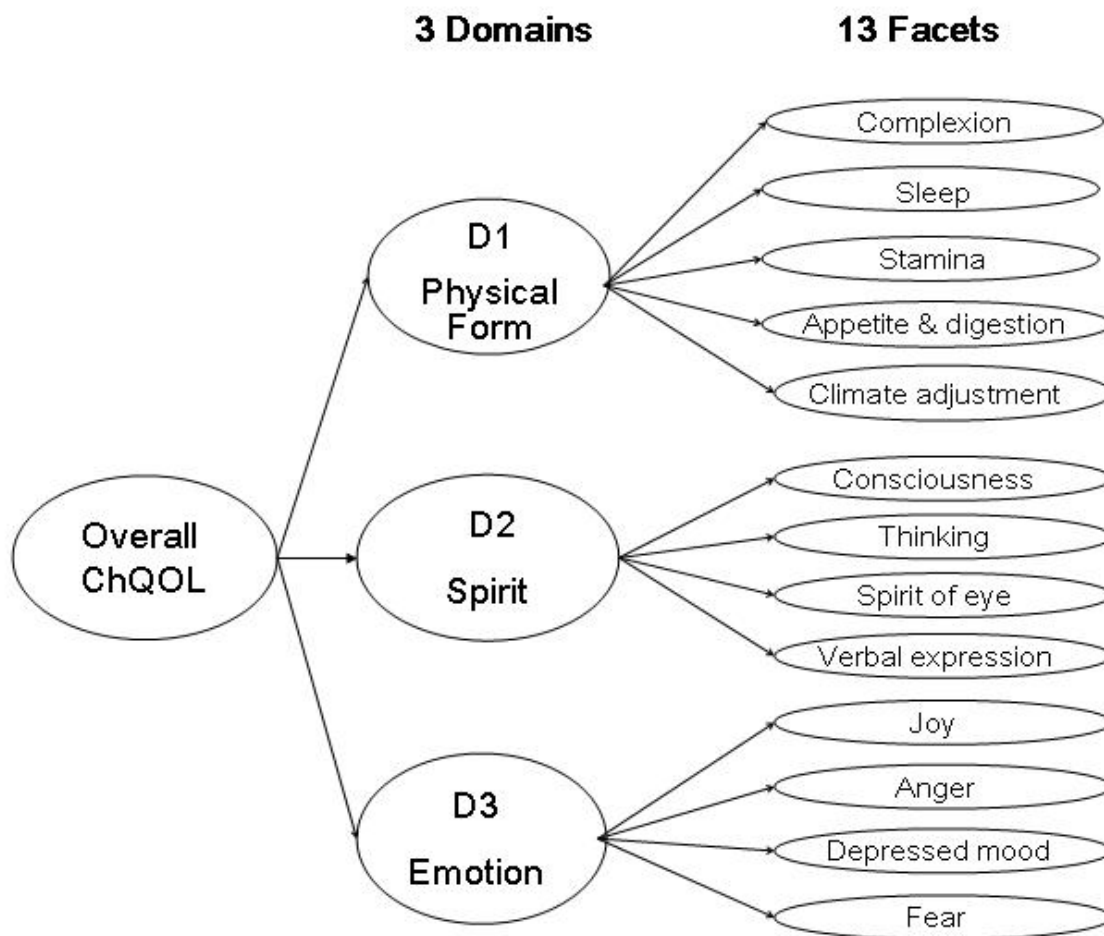 3 Domains
13 Facets
Overall
ChQOL
D1
Physical
Form
Complexion
Sleep
Stamina
Appetite & digestion
Climate adjustment
D2
Spirit
Consciousness
Thinking
Spirit of eye
Verbal expression
D3
Emotion
Joy
Anger
Depressed mood
Fear